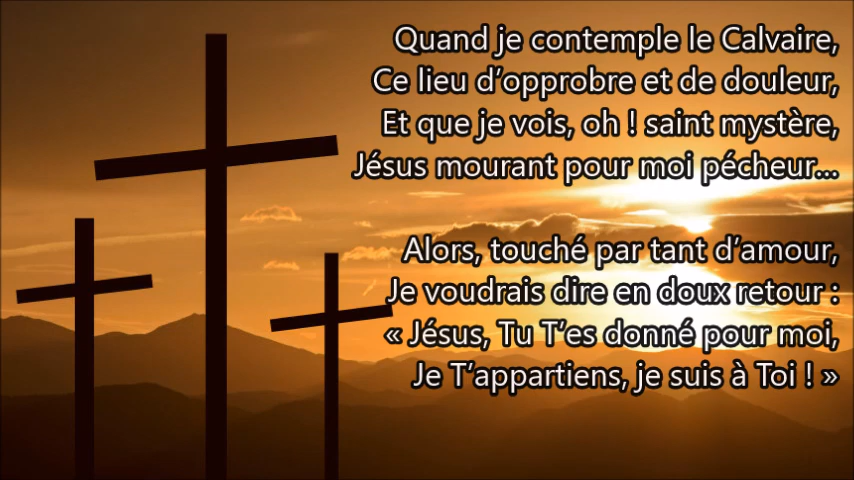 Quand je contemple le Calvaire,
Ce lieu d’opprobre et de douleur,
Et que je vois, oh ! saint mystère,
Jésus mourant pour moi pécheur...
Alors, touché par tant d’amour,
Je voudrais dire en doux retour :
« Jésus, Tu T’es donné pour moi,
Je T’appartiens, je suis à Toi ! »